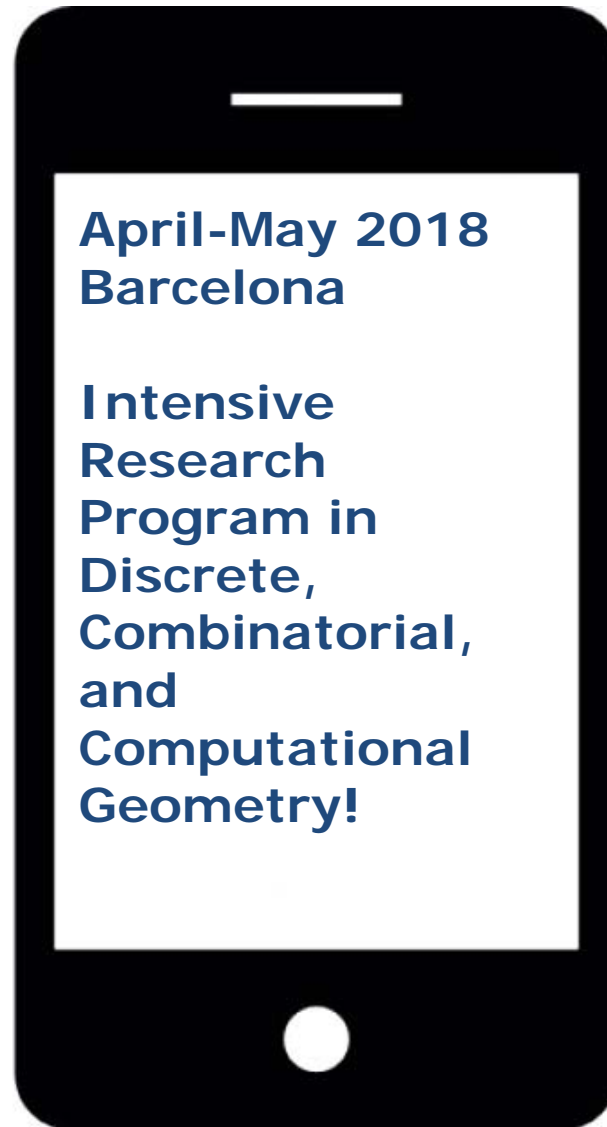 April-May 2018
Barcelona
Intensive
Research
Program in
Discrete,
Combinatorial,
and
Computational
Geometry!